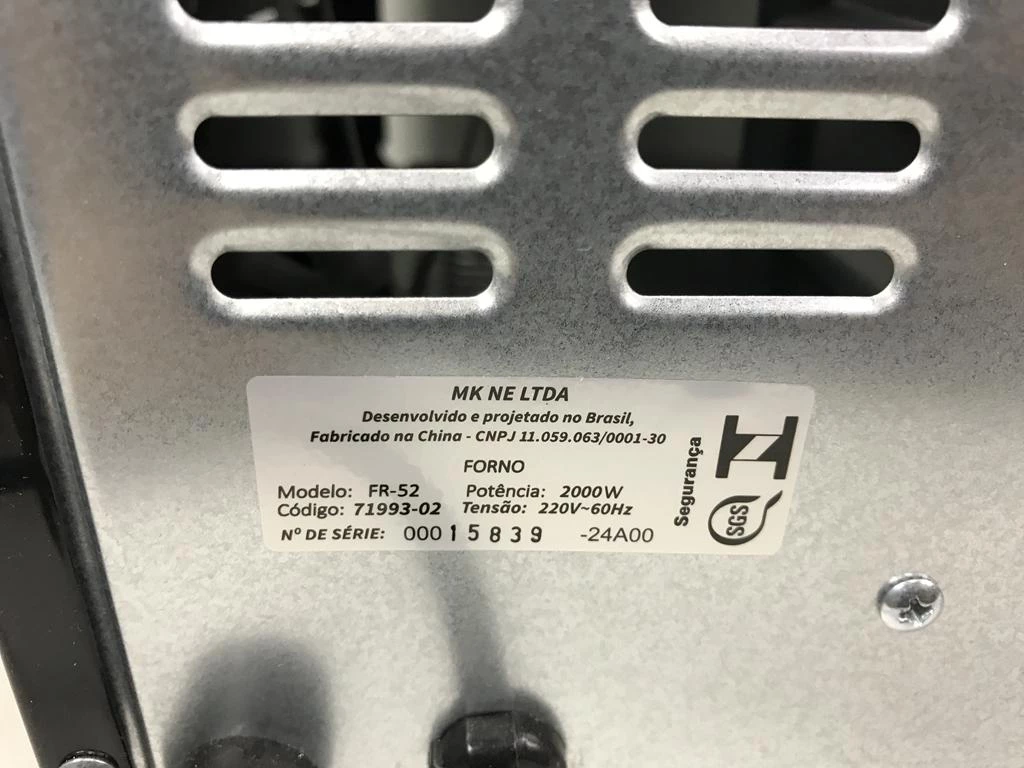 MK NE LTDA
Desenvolvido e projetado no Brasil,
Fabricado na China - CNPJ 11.059.063/0001-30
FORNO
Modelo: FR-52 Potência: 2000W
Código: 71993-02 Tensão: 220V~60Hz
Nº DE SÉRIE: 00015839 -24A00
Segurança
SGS